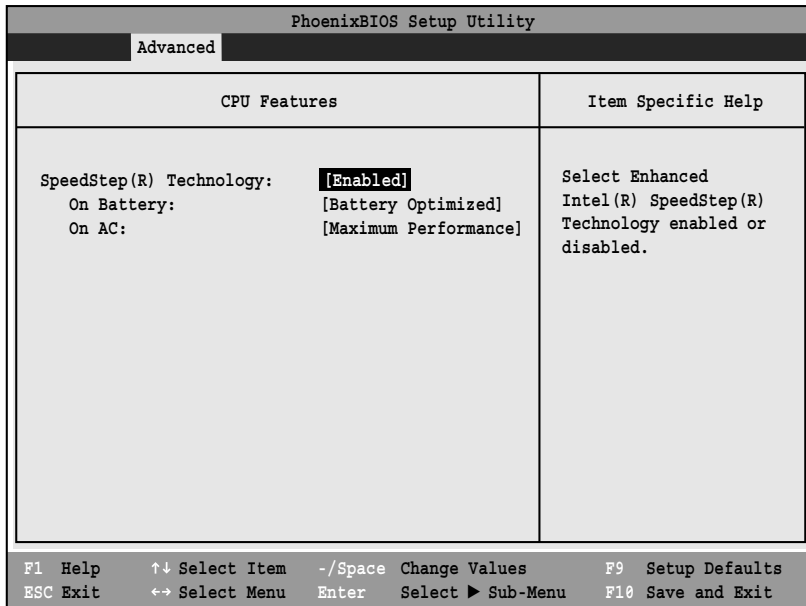 PhoenixBIOS Setup Utility
Advanced
CPU Features
Item Specific Help
SpeedStep(R) Technology: [Enabled]
On Battery: [Battery Optimized]
On AC: [Maximum Performance]
Select Enhanced
Intel(R) SpeedStep(R)
Technology enabled or
disabled.
F1 Help ↑↓ Select Item -/Space Change Values F9 Setup Defaults
ESC Exit ←→ Select Menu Enter Select ▶ Sub-Menu F10 Save and Exit